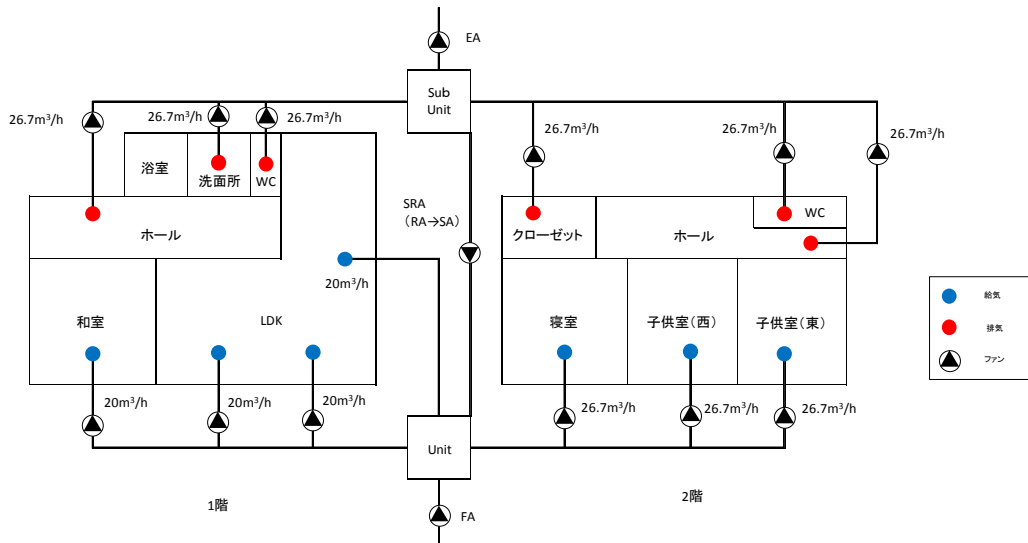 EA
Sub
Unit
26.7m³/h
26.7m³/h
26.7m³/h
26.7m³/h
26.7m³/h
26.7m³/h
浴室
洗面所
WC
SRA
（RA→SA）
ホール
20m³/h
和室
LDK
クローゼット
ホール
WC
寝室
子供室（西）
子供室（東）
20m³/h
20m³/h
20m³/h
26.7m³/h
26.7m³/h
26.7m³/h
Unit
FA
1階
2階
給気
排気
ファン